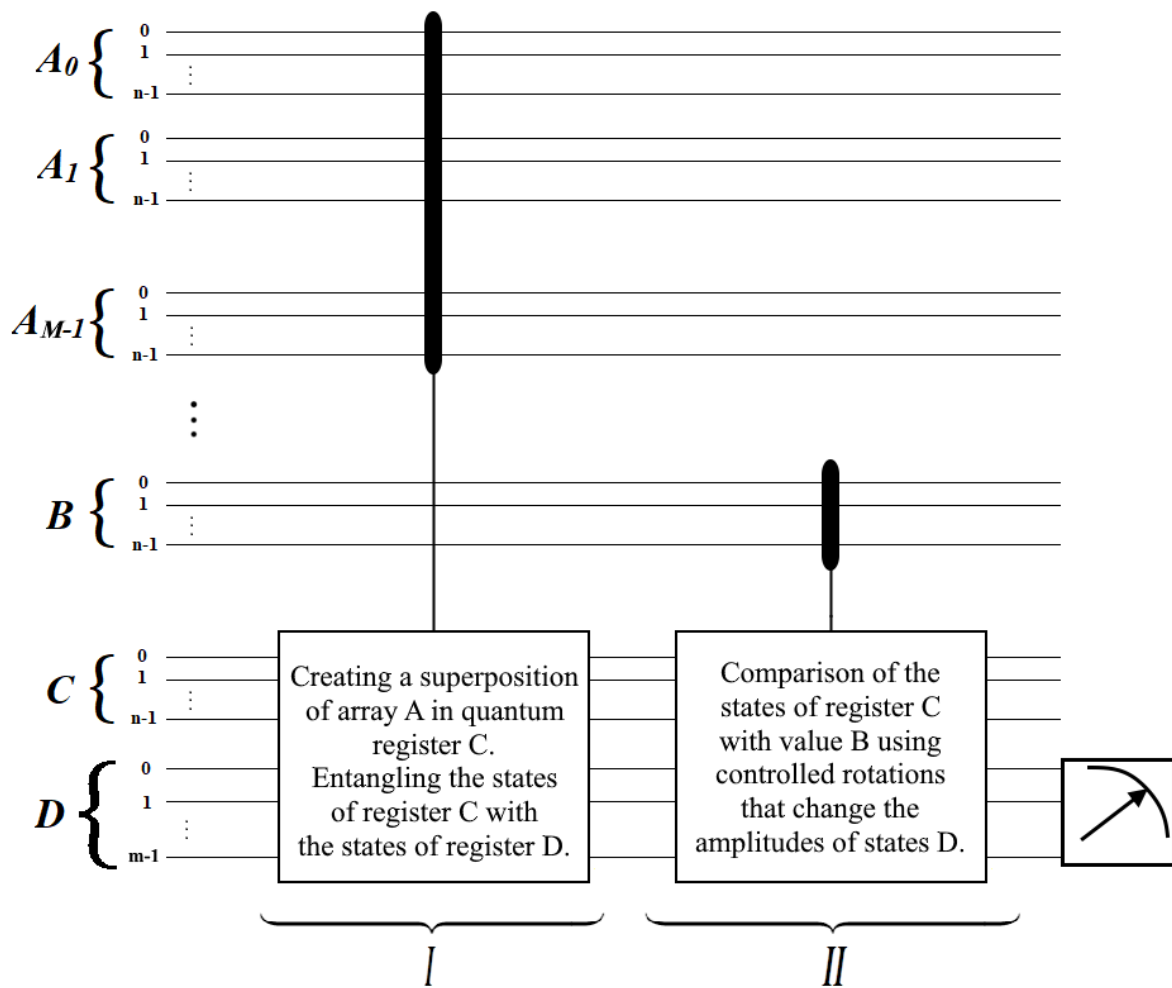 A0
0
1
n-1
A1
0
1
n-1
AM-1
0
1
n-1
B
0
1
n-1
C
0
1
n-1
D
0
1
m-1
Creating a superposition
of array A in quantum
register C.
Entangling the states
of register C with
the states of register D.
Comparison of the
states of register C
with value B using
controlled rotations
that change the
amplitudes of states D.
I
II